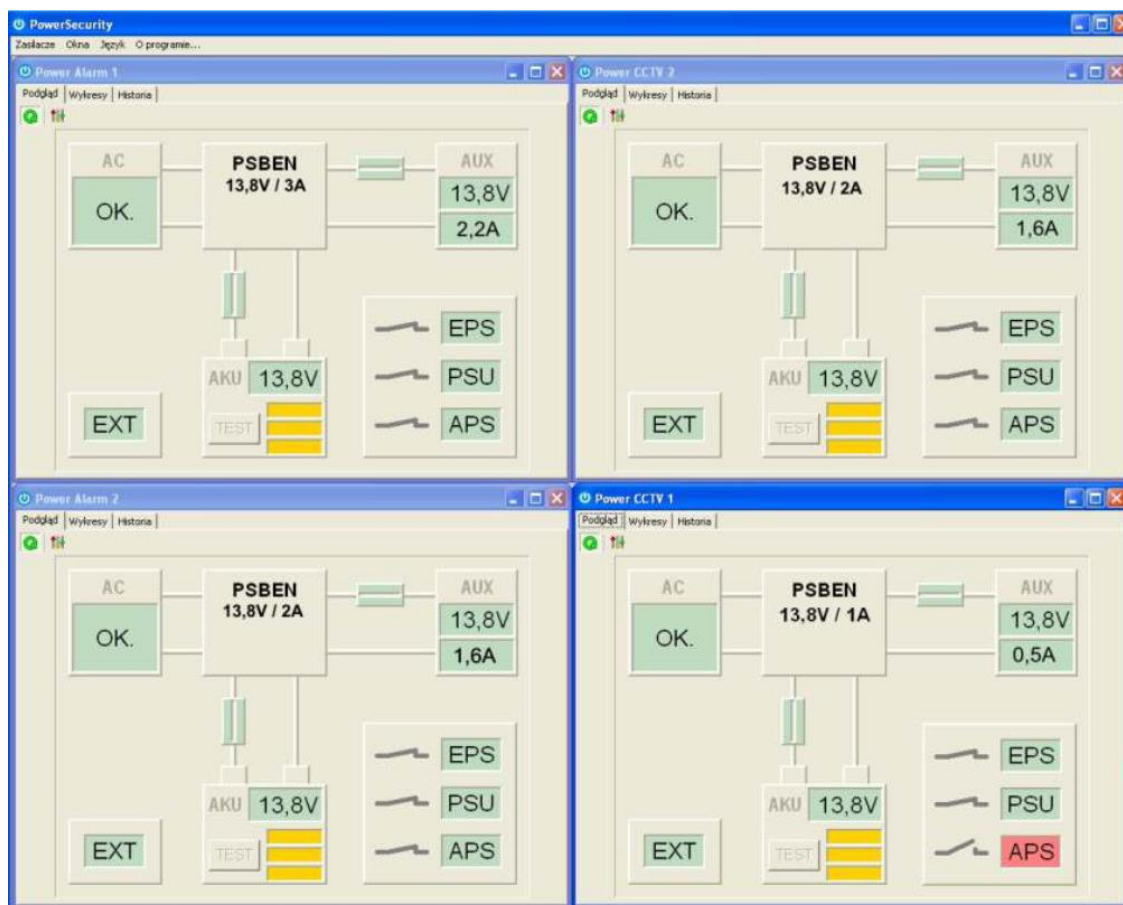 PowerSecurity
Zasilacze Okna Język O programie...
Power Alarm 1
Podgląd Wykresy Historia
AC
OK.
PSBEN
13,8V / 3A
AUX
13,8V
2,2A
EPS
PSU
APS
AKU 13,8V
TEST
EXT
Power CCTV 2
Podgląd Wykresy Historia
AC
OK.
PSBEN
13,8V / 2A
AUX
13,8V
1,6A
EPS
PSU
APS
AKU 13,8V
TEST
EXT
Power Alarm 2
Podgląd Wykresy Historia
AC
OK.
PSBEN
13,8V / 2A
AUX
13,8V
1,6A
EPS
PSU
APS
AKU 13,8V
TEST
EXT
Power CCTV 1
Podgląd Wykresy Historia
AC
OK.
PSBEN
13,8V / 1A
AUX
13,8V
0,5A
EPS
PSU
APS
AKU 13,8V
TEST
EXT